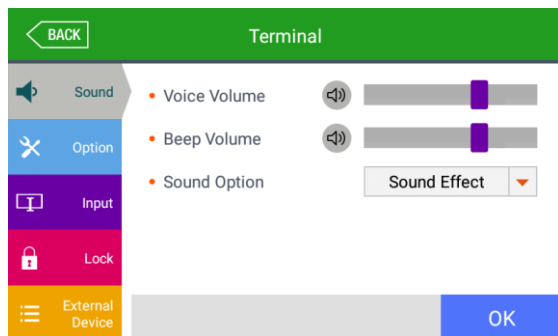 BACK
Terminal
Sound
Voice Volume
Beep Volume
Option
Sound Option
Sound Effect
Input
Lock
External
Device
OK